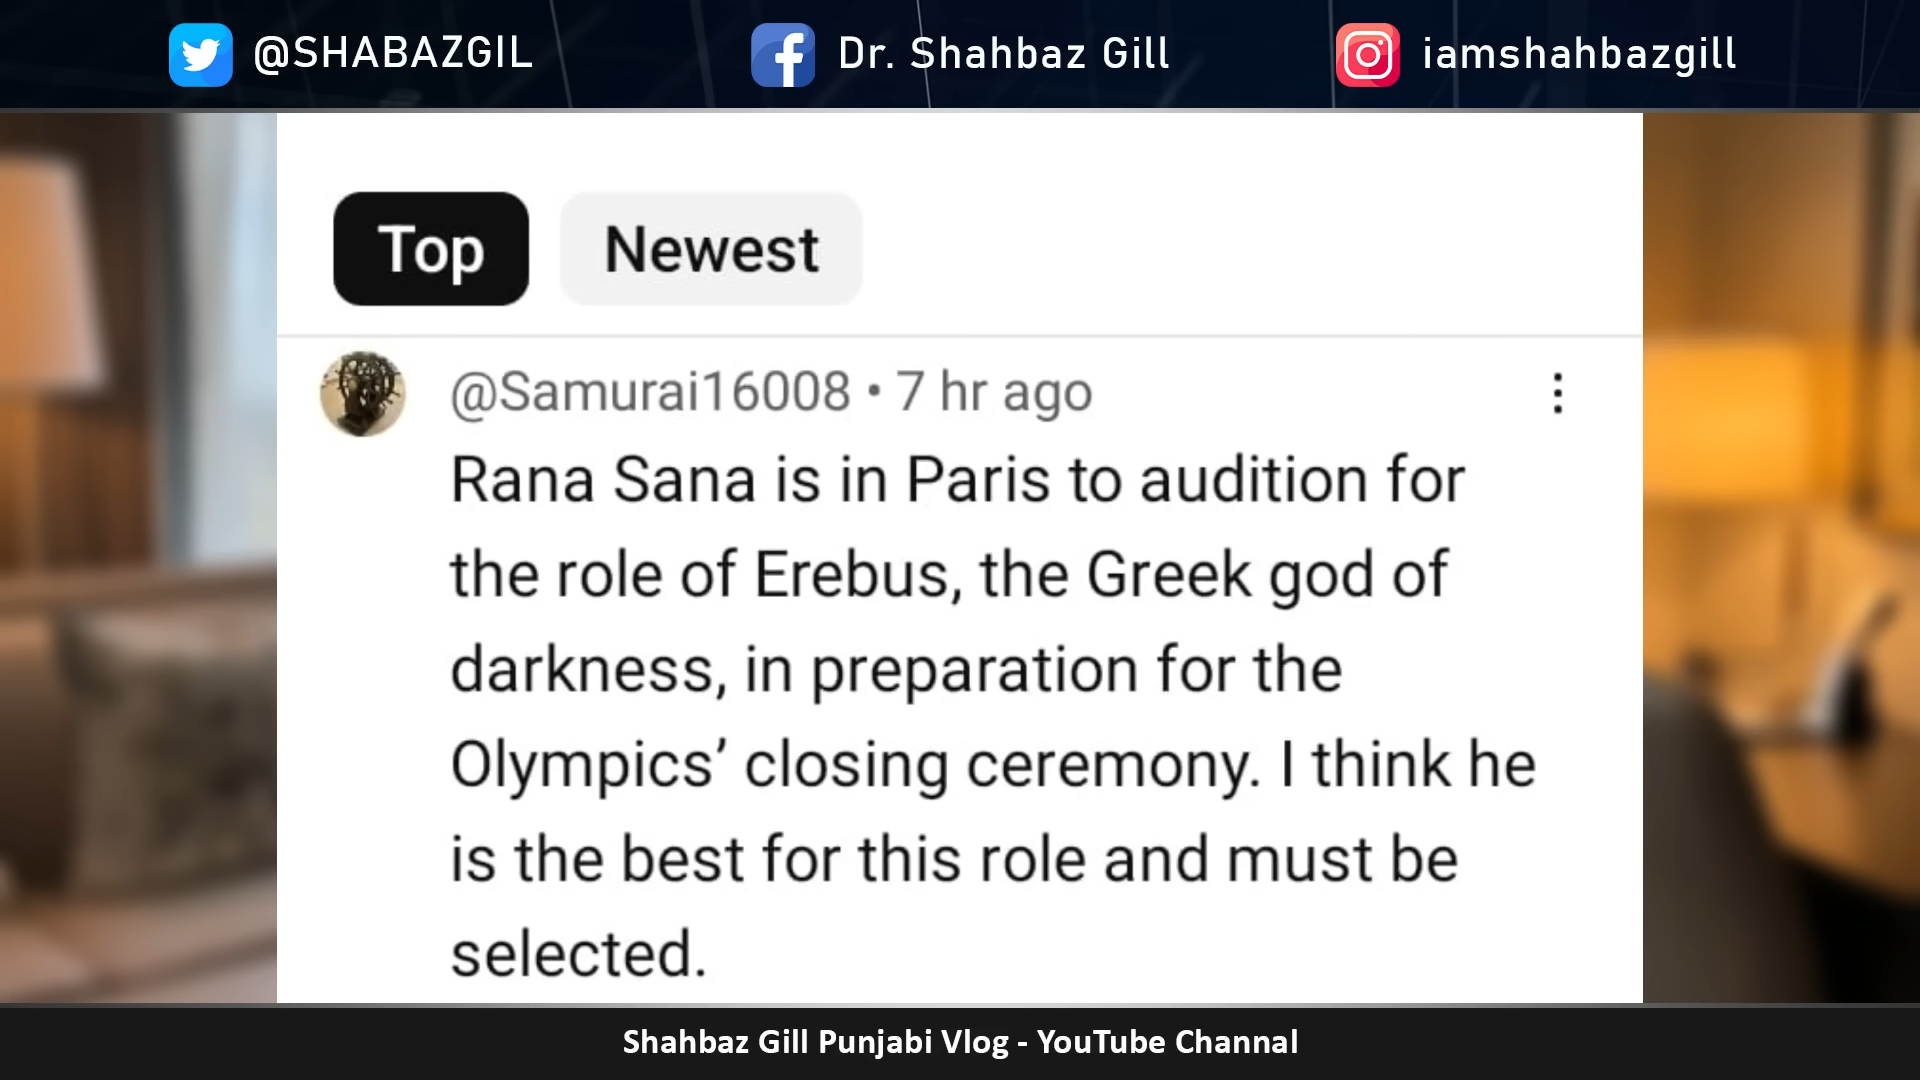 @SHABAZGIL
Dr. Shahbaz Gill
iamshahbazgill
Top
Newest
@Samurai16008 • 7 hr ago
Rana Sana is in Paris to audition for
the role of Erebus, the Greek god of
darkness, in preparation for the
Olympics’ closing ceremony. I think he
is the best for this role and must be
selected.
Shahbaz Gill Punjabi Vlog - YouTube Channal